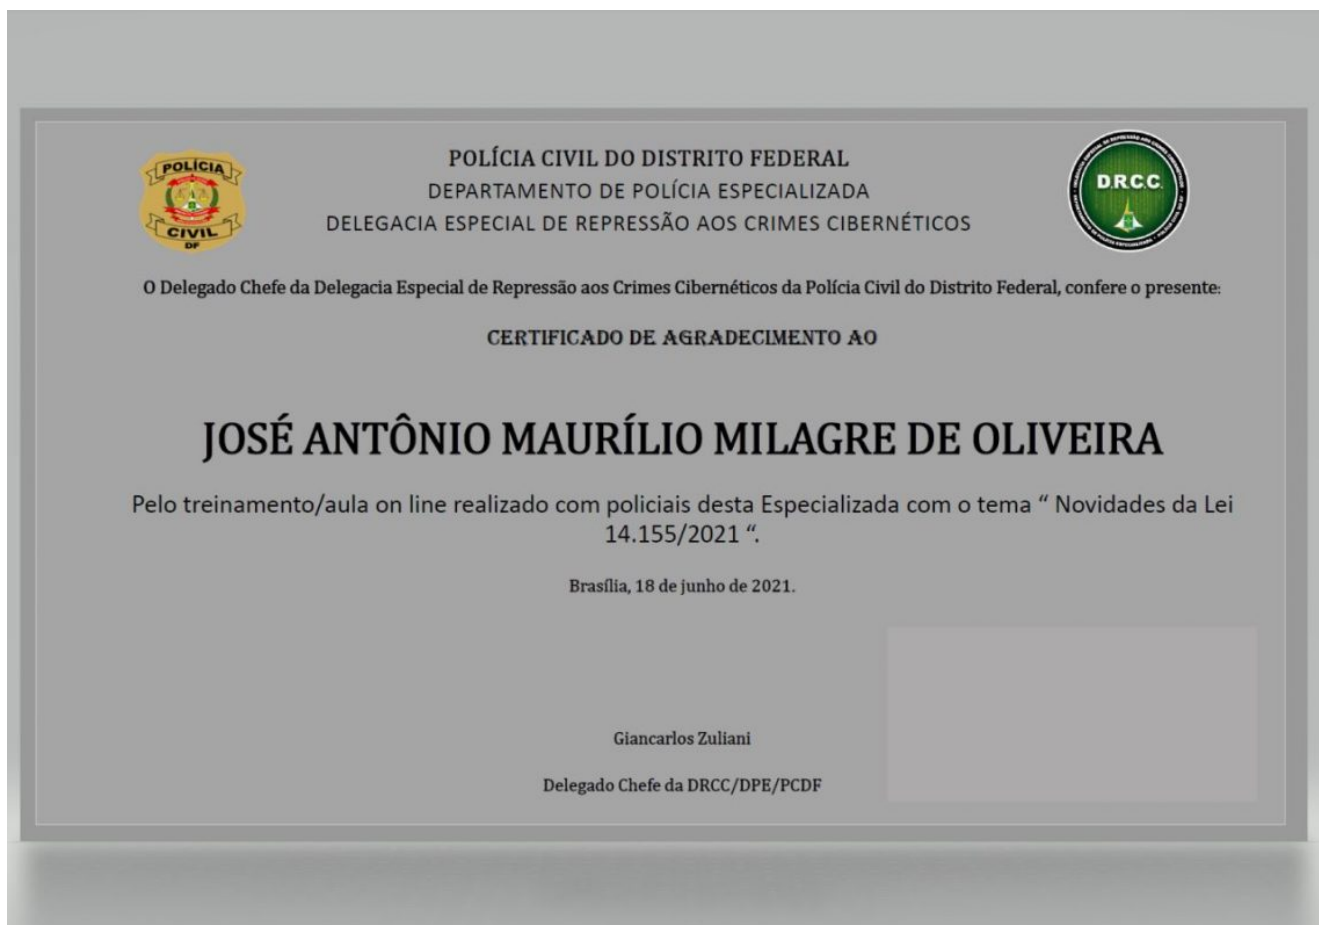 POLÍCIA
CIVIL
DF
POLÍCIA CIVIL DO DISTRITO FEDERAL
DEPARTAMENTO DE POLÍCIA ESPECIALIZADA
DELEGACIA ESPECIAL DE REPRESSÃO AOS CRIMES CIBERNÉTICOS
D.R.C.C.
O Delegado Chefe da Delegacia Especial de Repressão aos Crimes Cibernéticos da Polícia Civil do Distrito Federal, confere o presente:
CERTIFICADO DE AGRADECIMENTO AO
JOSÉ ANTÔNIO MAURÍLIO MILAGRE DE OLIVEIRA
Pelo treinamento/aula on line realizado com policiais desta Especializada com o tema “ Novidades da Lei
14.155/2021 “.
Brasília, 18 de junho de 2021.
Giancarlos Zuliani
Delegado Chefe da DRCC/DPE/PCDF